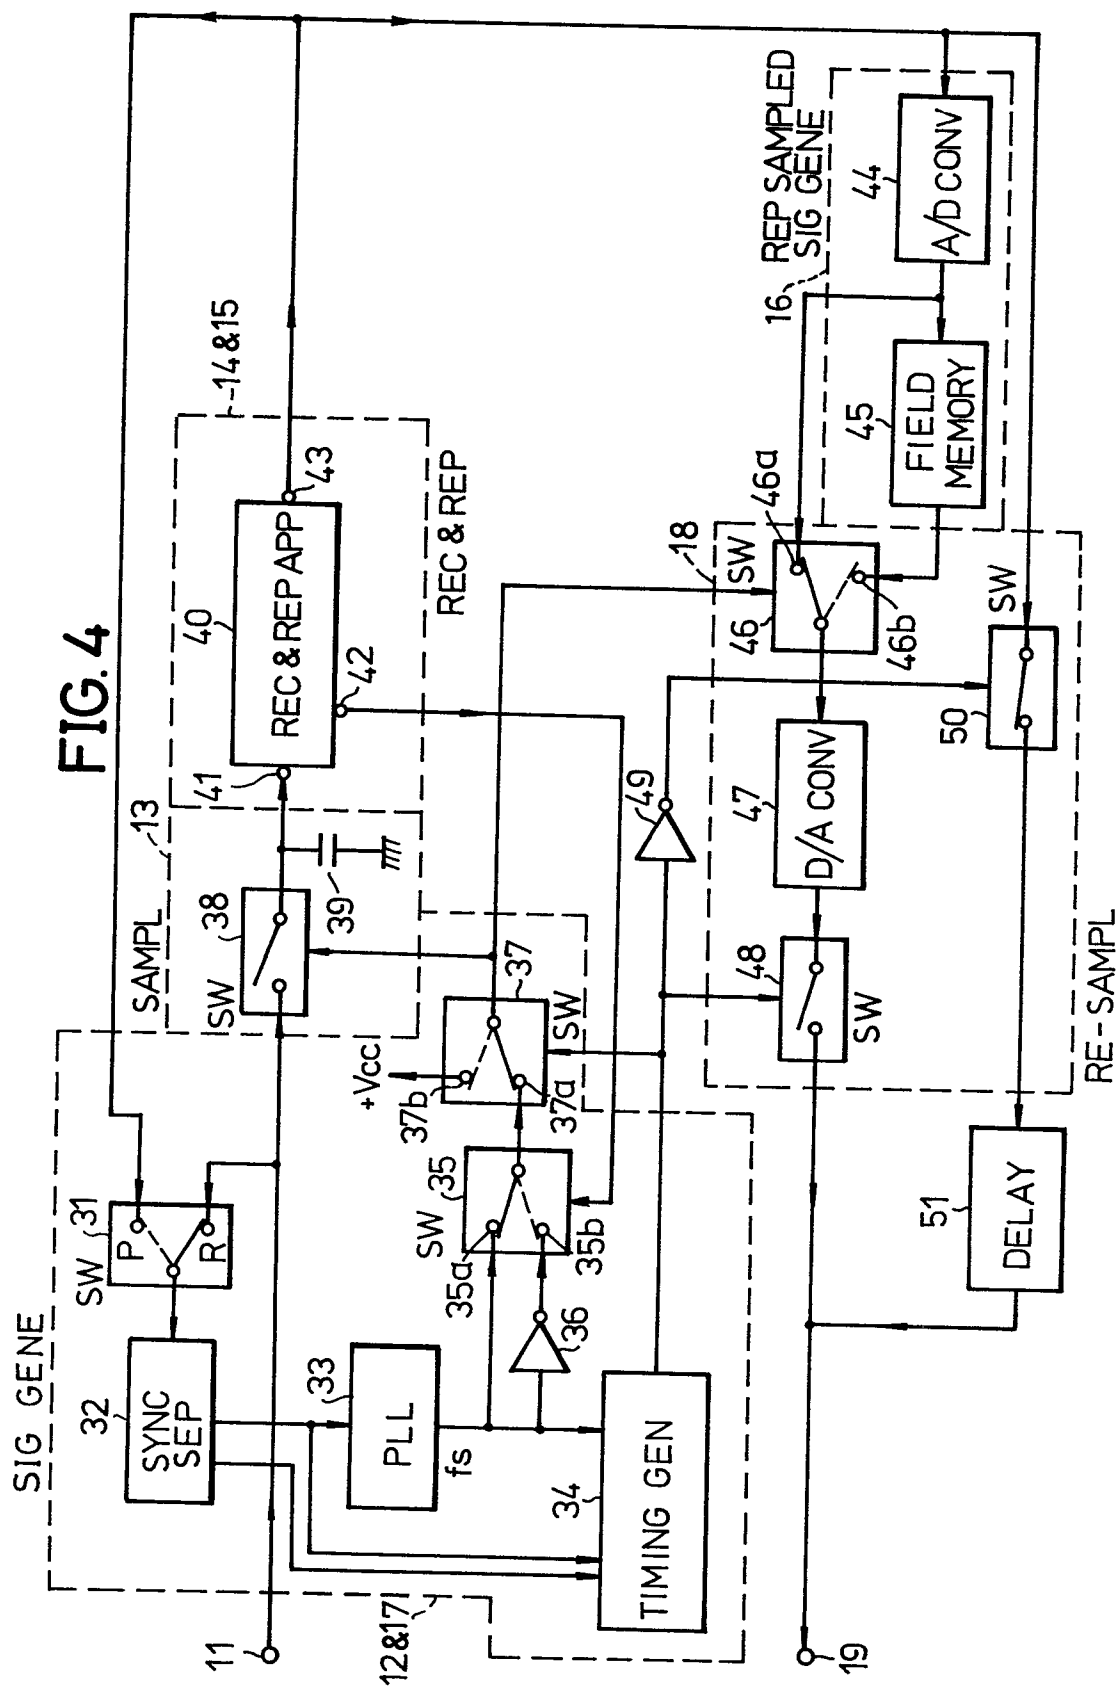 FIG. 4
SIG GENE
12&17
11
SW
31
P
R
32
SYNC
SEP
33
PLL
fs
34
TIMING GEN
35
SW
35a
35b
36
37
SW
37a
37b
+Vcc
SAMPL
13
SW
38
39
14&15
REC & REP
40
REC & REP APP
41
42
43
REP SAMPLED
SIG GENE
16
44
A/D CONV
45
FIELD
MEMORY
18
SW
46
46a
46b
47
D/A CONV
48
SW
49
50
SW
RE-SAMPL
51
DELAY
19